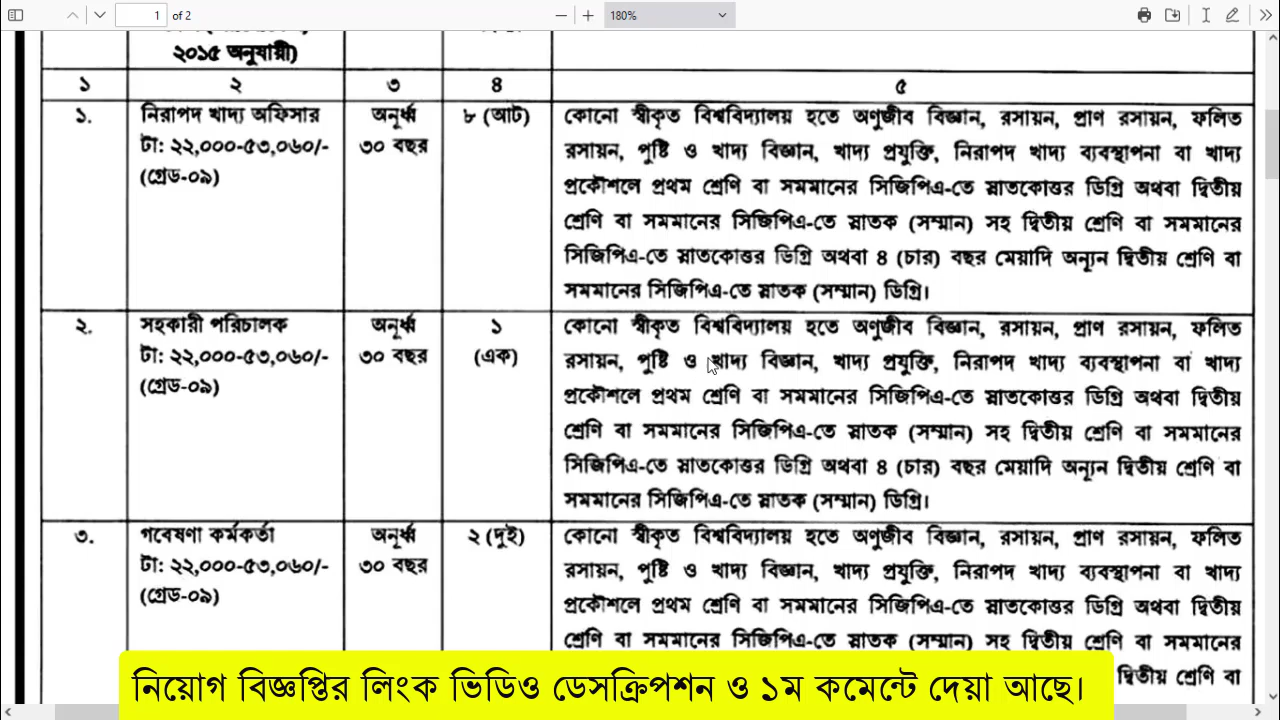 1 of 2 180%
২০১৫ অনুযায়ী)
১ ২ ৩ ৪ ৫
১. নিরাপদ খাদ্য অফিসার অনূর্ধ্ব ৮ (আট) কোনো স্বীকৃত বিশ্ববিদ্যালয় হতে অণুজীব বিজ্ঞান, রসায়ন, প্রাণ রসায়ন, ফলিত
টা: ২২,০০০-৫৩,০৬০/- ৩০ বছর রসায়ন, পুষ্টি ও খাদ্য বিজ্ঞান, খাদ্য প্রযুক্তি, নিরাপদ খাদ্য ব্যবস্থাপনা বা খাদ্য
(গ্রেড-০৯) প্রকৌশলে প্রথম শ্রেণি বা সমমানের সিজিপিএ-তে স্নাতকোত্তর ডিগ্রি অথবা দ্বিতীয়
শ্রেণি বা সমমানের সিজিপিএ-তে স্নাতক (সম্মান) সহ দ্বিতীয় শ্রেণি বা সমমানের
সিজিপিএ-তে স্নাতকোত্তর ডিগ্রি অথবা ৪ (চার) বছর মেয়াদি অন্যূন দ্বিতীয় শ্রেণি বা
সমমানের সিজিপিএ-তে স্নাতক (সম্মান) ডিগ্রি।
২. সহকারী পরিচালক অনূর্ধ্ব ১ কোনো স্বীকৃত বিশ্ববিদ্যালয় হতে অণুজীব বিজ্ঞান, রসায়ন, প্রাণ রসায়ন, ফলিত
টা: ২২,০০০-৫৩,০৬০/- ৩০ বছর (এক) রসায়ন, পুষ্টি ও খাদ্য বিজ্ঞান, খাদ্য প্রযুক্তি, নিরাপদ খাদ্য ব্যবস্থাপনা বা খাদ্য
(গ্রেড-০৯) প্রকৌশলে প্রথম শ্রেণি বা সমমানের সিজিপিএ-তে স্নাতকোত্তর ডিগ্রি অথবা দ্বিতীয়
শ্রেণি বা সমমানের সিজিপিএ-তে স্নাতক (সম্মান) সহ দ্বিতীয় শ্রেণি বা সমমানের
সিজিপিএ-তে স্নাতকোত্তর ডিগ্রি অথবা ৪ (চার) বছর মেয়াদি অন্যূন দ্বিতীয় শ্রেণি বা
সমমানের সিজিপিএ-তে স্নাতক (সম্মান) ডিগ্রি।
৩. গবেষণা কর্মকর্তা অনূর্ধ্ব ২ (দুই) কোনো স্বীকৃত বিশ্ববিদ্যালয় হতে অণুজীব বিজ্ঞান, রসায়ন, প্রাণ রসায়ন, ফলিত
টা: ২২,০০০-৫৩,০৬০/- ৩০ বছর রসায়ন, পুষ্টি ও খাদ্য বিজ্ঞান, খাদ্য প্রযুক্তি, নিরাপদ খাদ্য ব্যবস্থাপনা বা খাদ্য
(গ্রেড-০৯) প্রকৌশলে প্রথম শ্রেণি বা সমমানের সিজিপিএ-তে স্নাতকোত্তর ডিগ্রি অথবা দ্বিতীয়
শ্রেণি বা সমমানের সিজিপিএ-তে স্নাতক (সম্মান) সহ দ্বিতীয় শ্রেণি বা সমমানের
দ্বিতীয় শ্রেণি বা
নিয়োগ বিজ্ঞপ্তির লিংক ভিডিও ডেসক্রিপশন ও ১ম কমেন্টে দেয়া আছে।